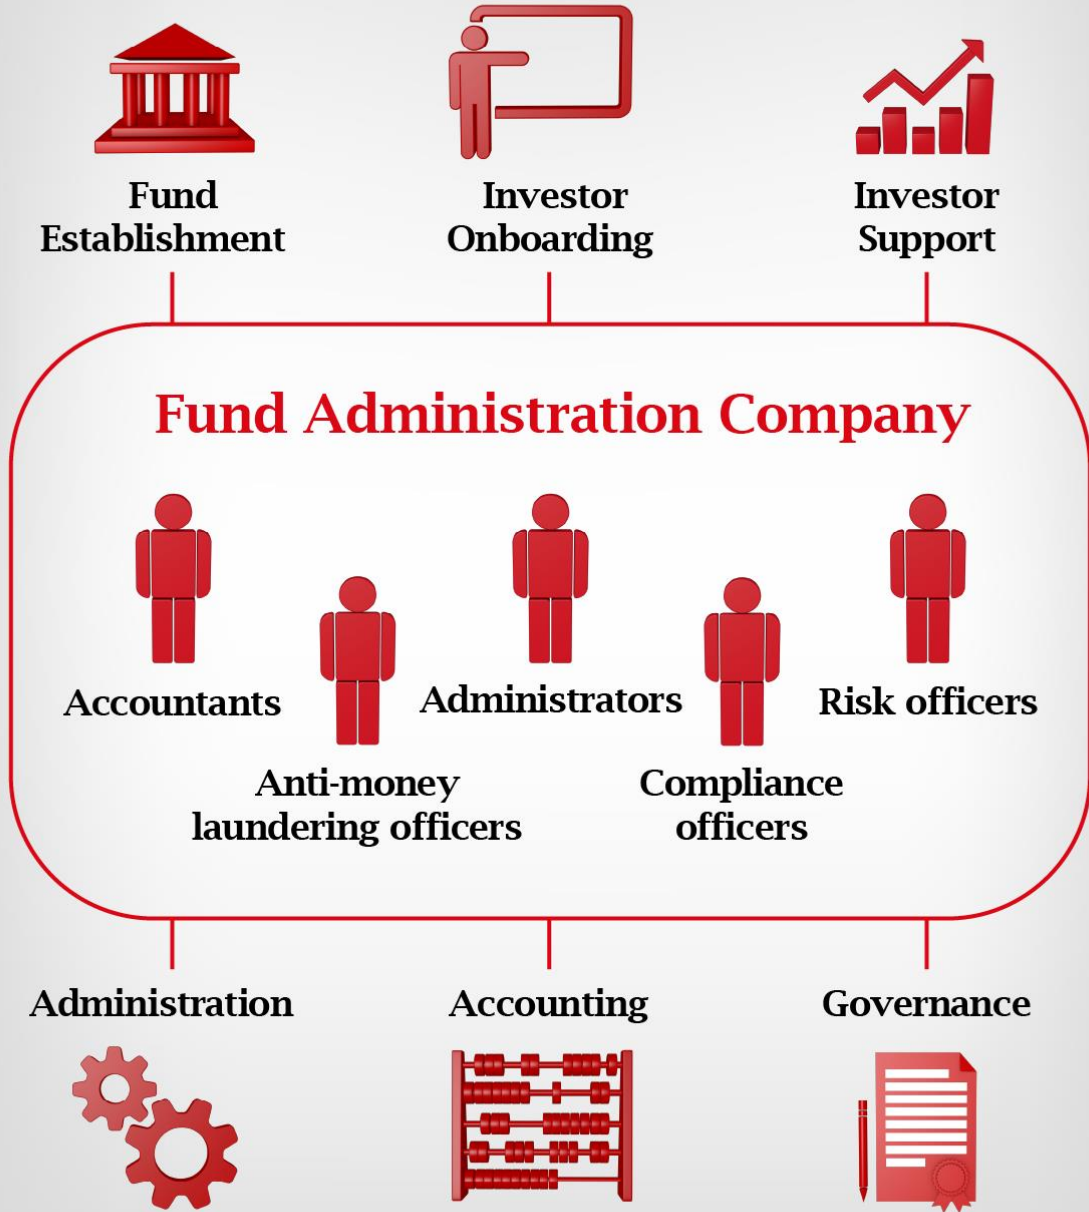 Fund
Establishment
Investor
Onboarding
Investor
Support
Fund Administration Company
Accountants
Anti-money
laundering officers
Administrators
Compliance
officers
Risk officers
Administration
Accounting
Governance